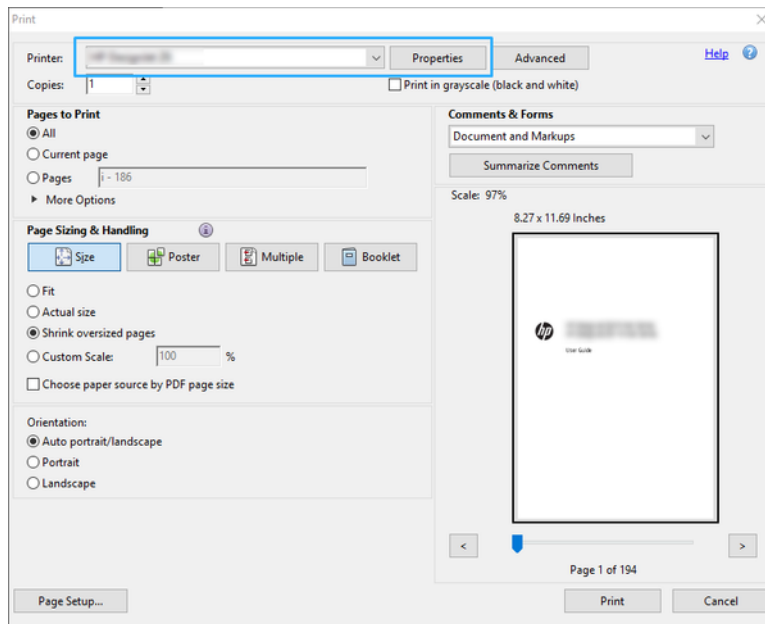 Print
Printer:
Properties
Advanced
Help
Copies:
1
Print in grayscale (black and white)
Pages to Print
All
Current page
Pages
i - 186
More Options
Comments & Forms
Document and Markups
Summarize Comments
Scale: 97%
8.27 x 11.69 Inches
Page Sizing & Handling
Size
Poster
Multiple
Booklet
Fit
Actual size
Shrink oversized pages
Custom Scale:
100
%
Choose paper source by PDF page size
Orientation:
Auto portrait/landscape
Portrait
Landscape
hp
User Guide
<
>
Page 1 of 194
Page Setup...
Print
Cancel